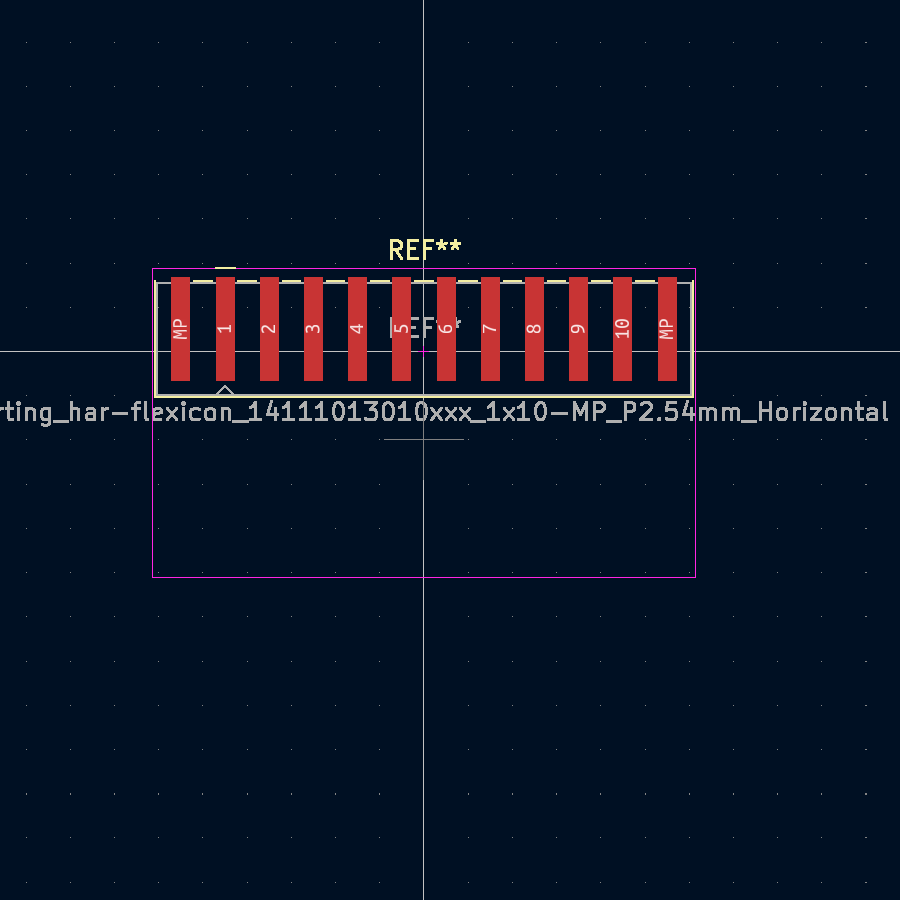 REF**
MP 1 2 3 4 5 6 7 8 9 10 MP
REF**
rting_har-flexicon_14111013010xxx_1x10-MP_P2.54mm_Horizontal